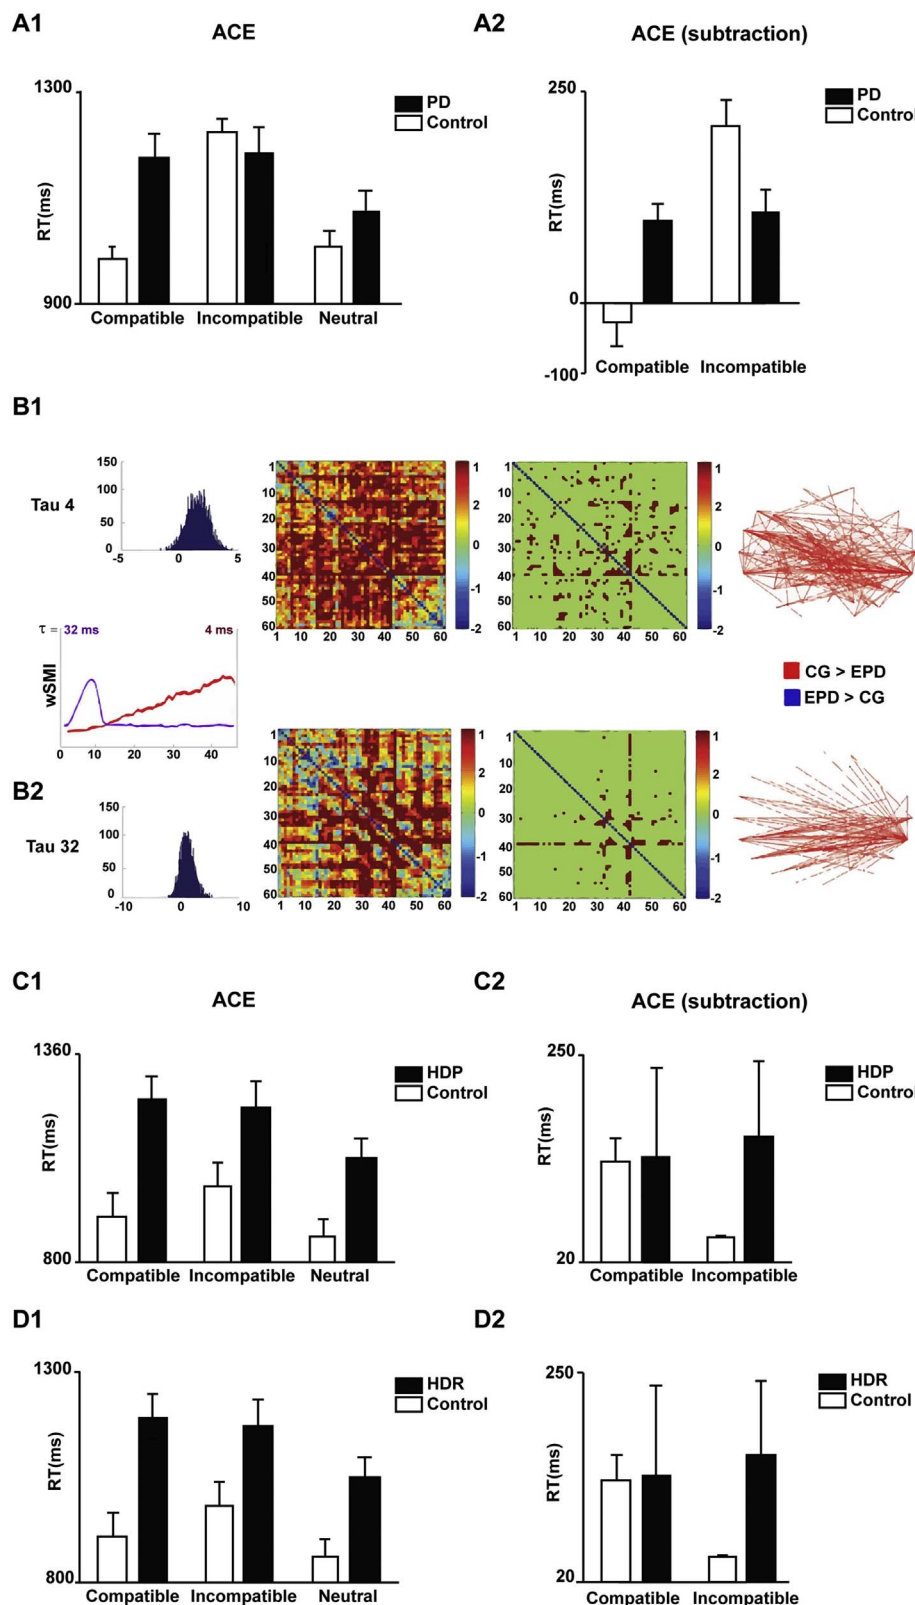 A1
ACE
1300
RT(ms)
900
PD
Control
Compatible Incompatible Neutral
A2
ACE (subtraction)
250
RT(ms)
0
-100
PD
Control
Compatible Incompatible
B1
Tau 4
150
100
50
0
-5 0 5
1
10
20
30
40
50
60
1 10 20 30 40 50 60
1
2
0
-1
-2
1
10
20
30
40
50
60
1 10 20 30 40 50 60
1
2
0
-1
-2
τ = 32 ms 4 ms
wSMI
0 10 20 30 40
CG > EPD
EPD > CG
B2
Tau 32
150
100
50
0
-10 0 10
1
10
20
30
40
50
60
1 10 20 30 40 50 60
1
2
0
-1
-2
1
10
20
30
40
50
60
1 10 20 30 40 50 60
1
2
0
-1
-2
C1
ACE
1360
RT(ms)
800
HDP
Control
Compatible Incompatible Neutral
C2
ACE (subtraction)
250
RT(ms)
20
HDP
Control
Compatible Incompatible
D1
1300
RT(ms)
800
HDR
Control
Compatible Incompatible Neutral
D2
250
RT(ms)
20
HDR
Control
Compatible Incompatible